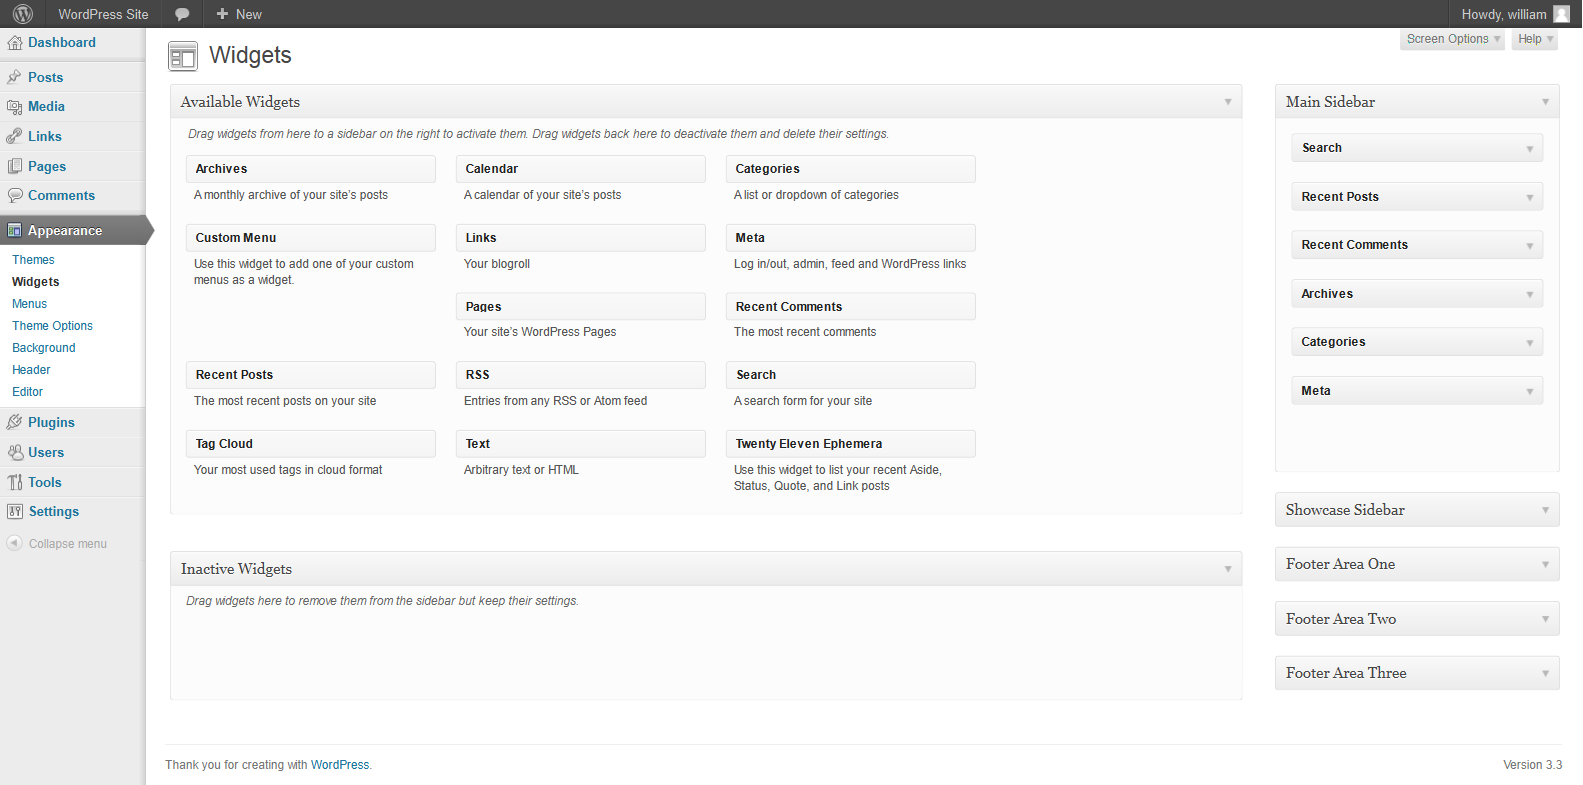 WordPress Site
New
Howdy, william
Dashboard
Posts
Media
Links
Pages
Comments
Appearance
Themes
Widgets
Menus
Theme Options
Background
Header
Editor
Plugins
Users
Tools
Settings
Collapse menu
Screen Options
Help
Widgets
Available Widgets
Drag widgets from here to a sidebar on the right to activate them. Drag widgets back here to deactivate them and delete their settings.
Archives
A monthly archive of your site's posts
Calendar
A calendar of your site's posts
Categories
A list or dropdown of categories
Custom Menu
Use this widget to add one of your custom
menus as a widget.
Links
Your blogroll
Meta
Log in/out, admin, feed and WordPress links
Pages
Your site's WordPress Pages
Recent Comments
The most recent comments
Recent Posts
The most recent posts on your site
RSS
Entries from any RSS or Atom feed
Search
A search form for your site
Tag Cloud
Your most used tags in cloud format
Text
Arbitrary text or HTML
Twenty Eleven Ephemera
Use this widget to list your recent Aside,
Status, Quote, and Link posts
Inactive Widgets
Drag widgets here to remove them from the sidebar but keep their settings.
Main Sidebar
Search
Recent Posts
Recent Comments
Archives
Categories
Meta
Showcase Sidebar
Footer Area One
Footer Area Two
Footer Area Three
Thank you for creating with WordPress.
Version 3.3